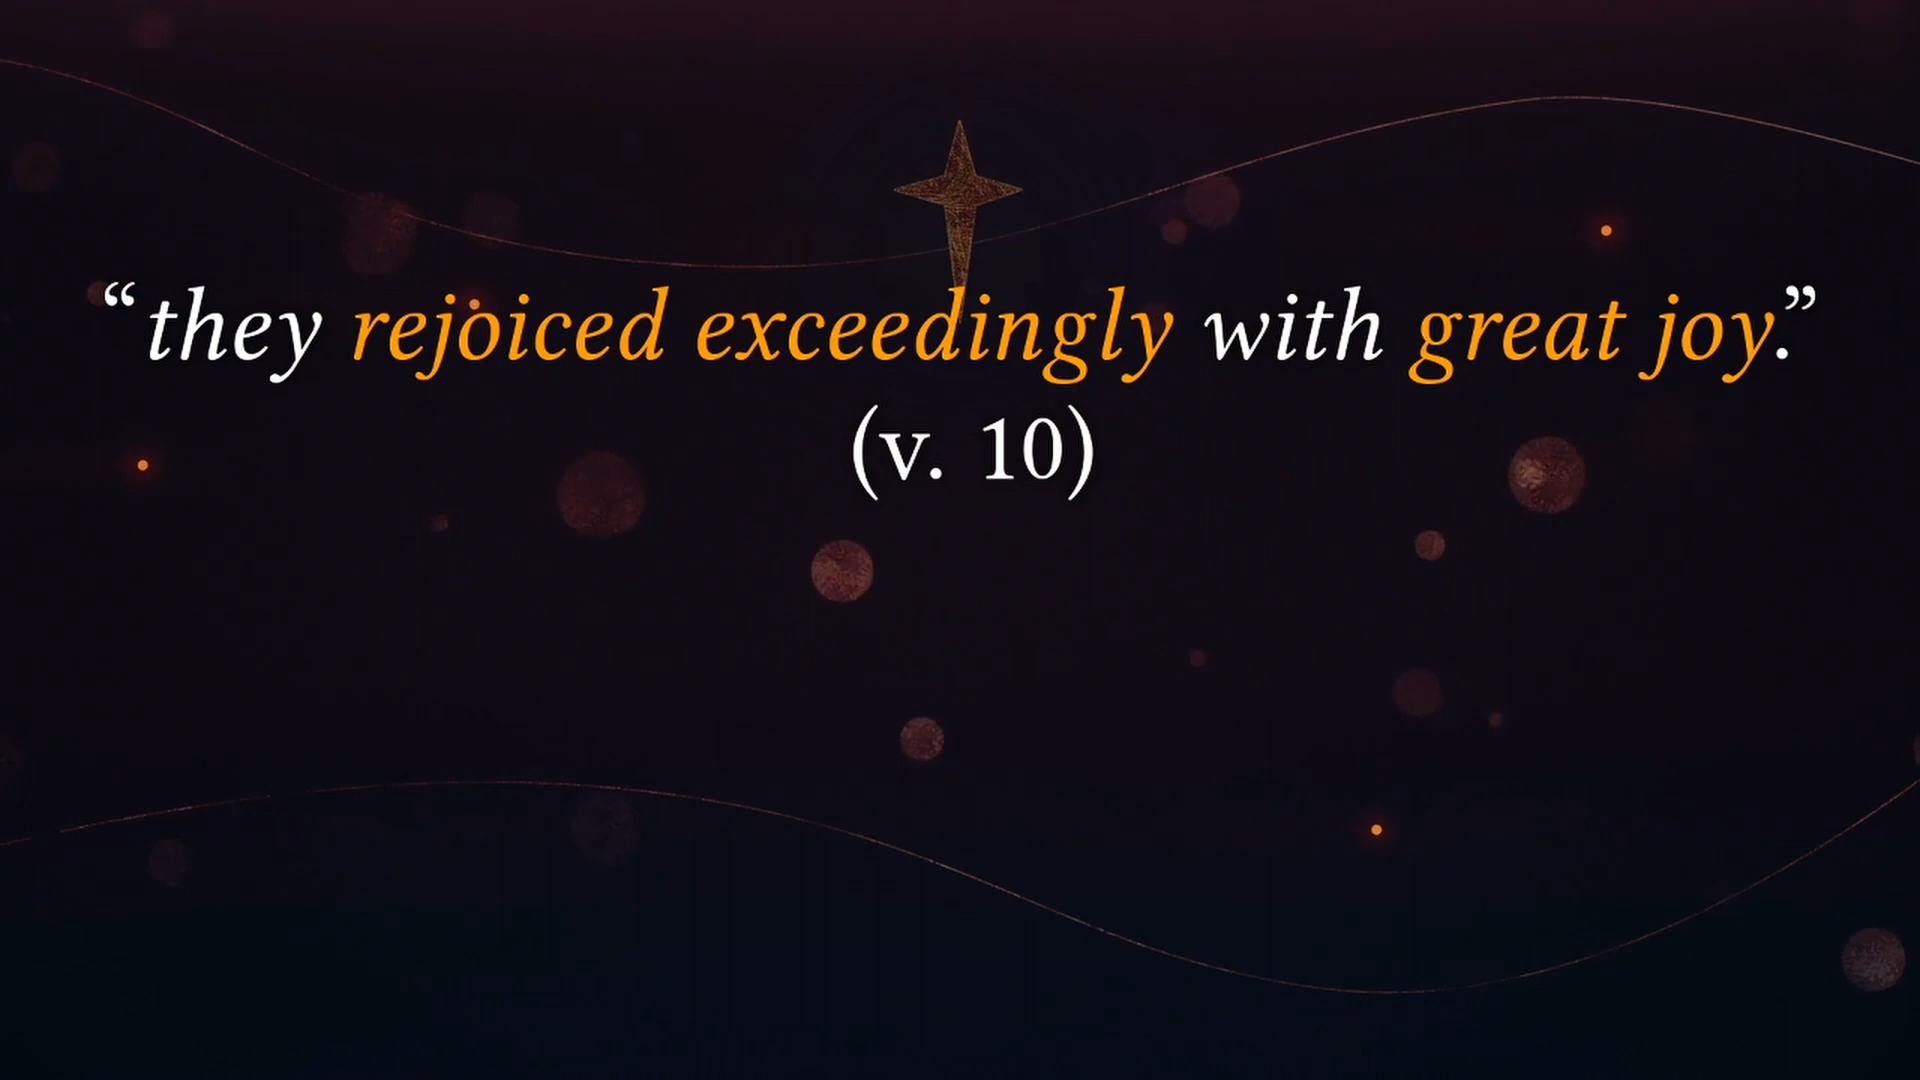 “they rejoiced exceedingly with great joy.”
(v. 10)